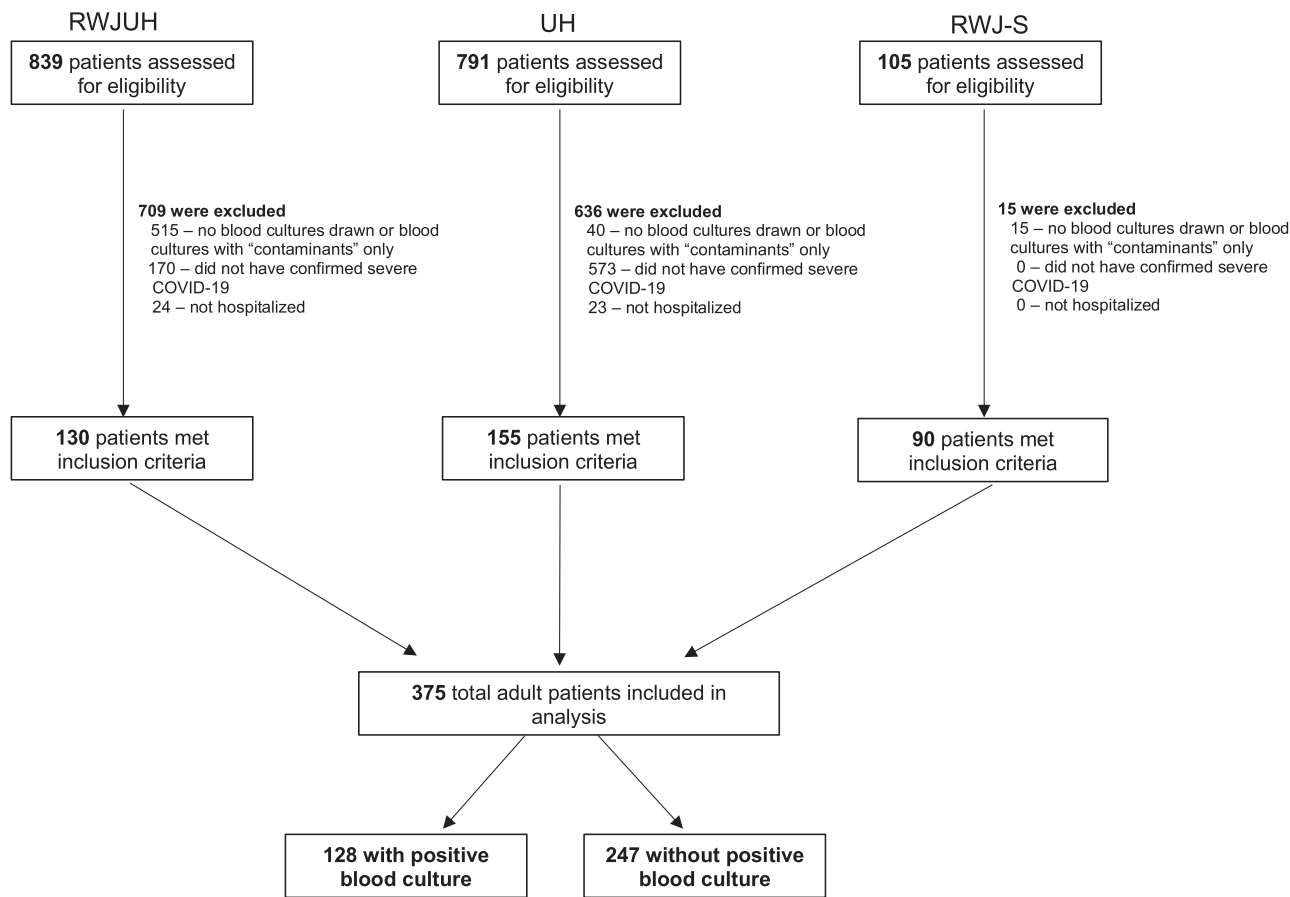 RWJUH
839 patients assessed
for eligibility
709 were excluded
515 – no blood cultures drawn or blood
cultures with “contaminants” only
170 – did not have confirmed severe
COVID-19
24 – not hospitalized
130 patients met
inclusion criteria
UH
791 patients assessed
for eligibility
636 were excluded
40 – no blood cultures drawn or blood
cultures with “contaminants” only
573 – did not have confirmed severe
COVID-19
23 – not hospitalized
155 patients met
inclusion criteria
RWJ-S
105 patients assessed
for eligibility
15 were excluded
15 – no blood cultures drawn or blood
cultures with “contaminants” only
0 – did not have confirmed severe
COVID-19
0 – not hospitalized
90 patients met
inclusion criteria
375 total adult patients included in
analysis
128 with positive
blood culture
247 without positive
blood culture